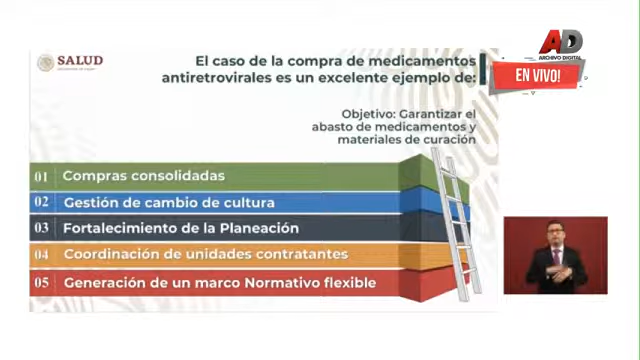 SALUD
El caso de la compra de medicamentos
antiretrovirales es un excelente ejemplo de:
AD
ARCHIVO DIGITAL
EN VIVO!
Objetivo: Garantizar el
abasto de medicamentos y
materiales de curación
01 Compras consolidadas
02 Gestión de cambio de cultura
03 Fortalecimiento de la Planeación
04 Coordinación de unidades contratantes
05 Generación de un marco Normativo flexible